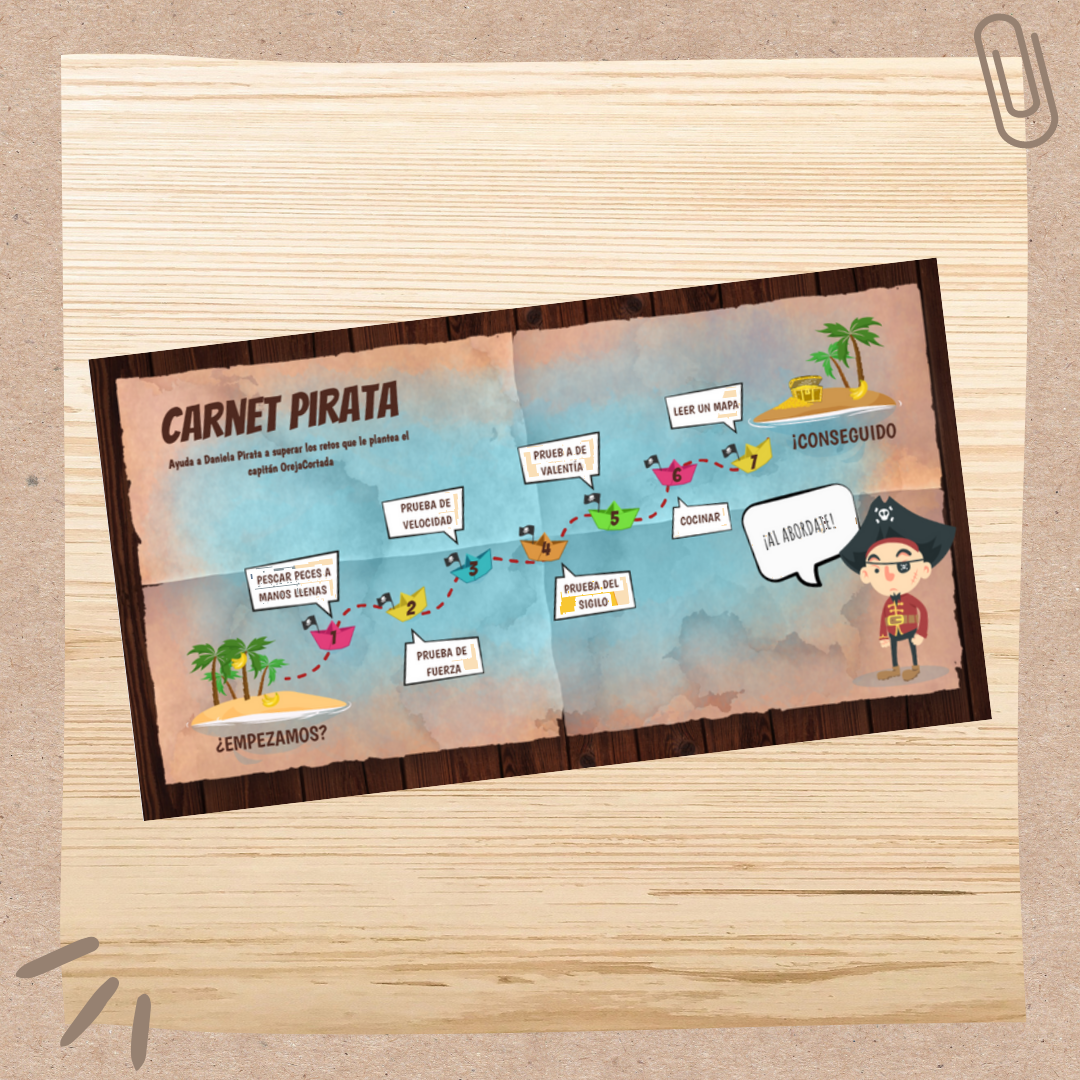 CARNET PIRATA
Ayuda a Daniela Pirata a superar los retos que le plantea el
capitán OrejaCortada
¿EMPEZAMOS?
PESCAR PECES A
MANOS LLENAS
1
2
PRUEBA DE
FUERZA
PRUEBA DE
VELOCIDAD
3
4
PRUEBA DEL
SIGILO
PRUEB A DE
VALENTÍA
5
6
COCINAR
LEER UN MAPA
7
¡CONSEGUIDO
¡AL ABORDAJE!